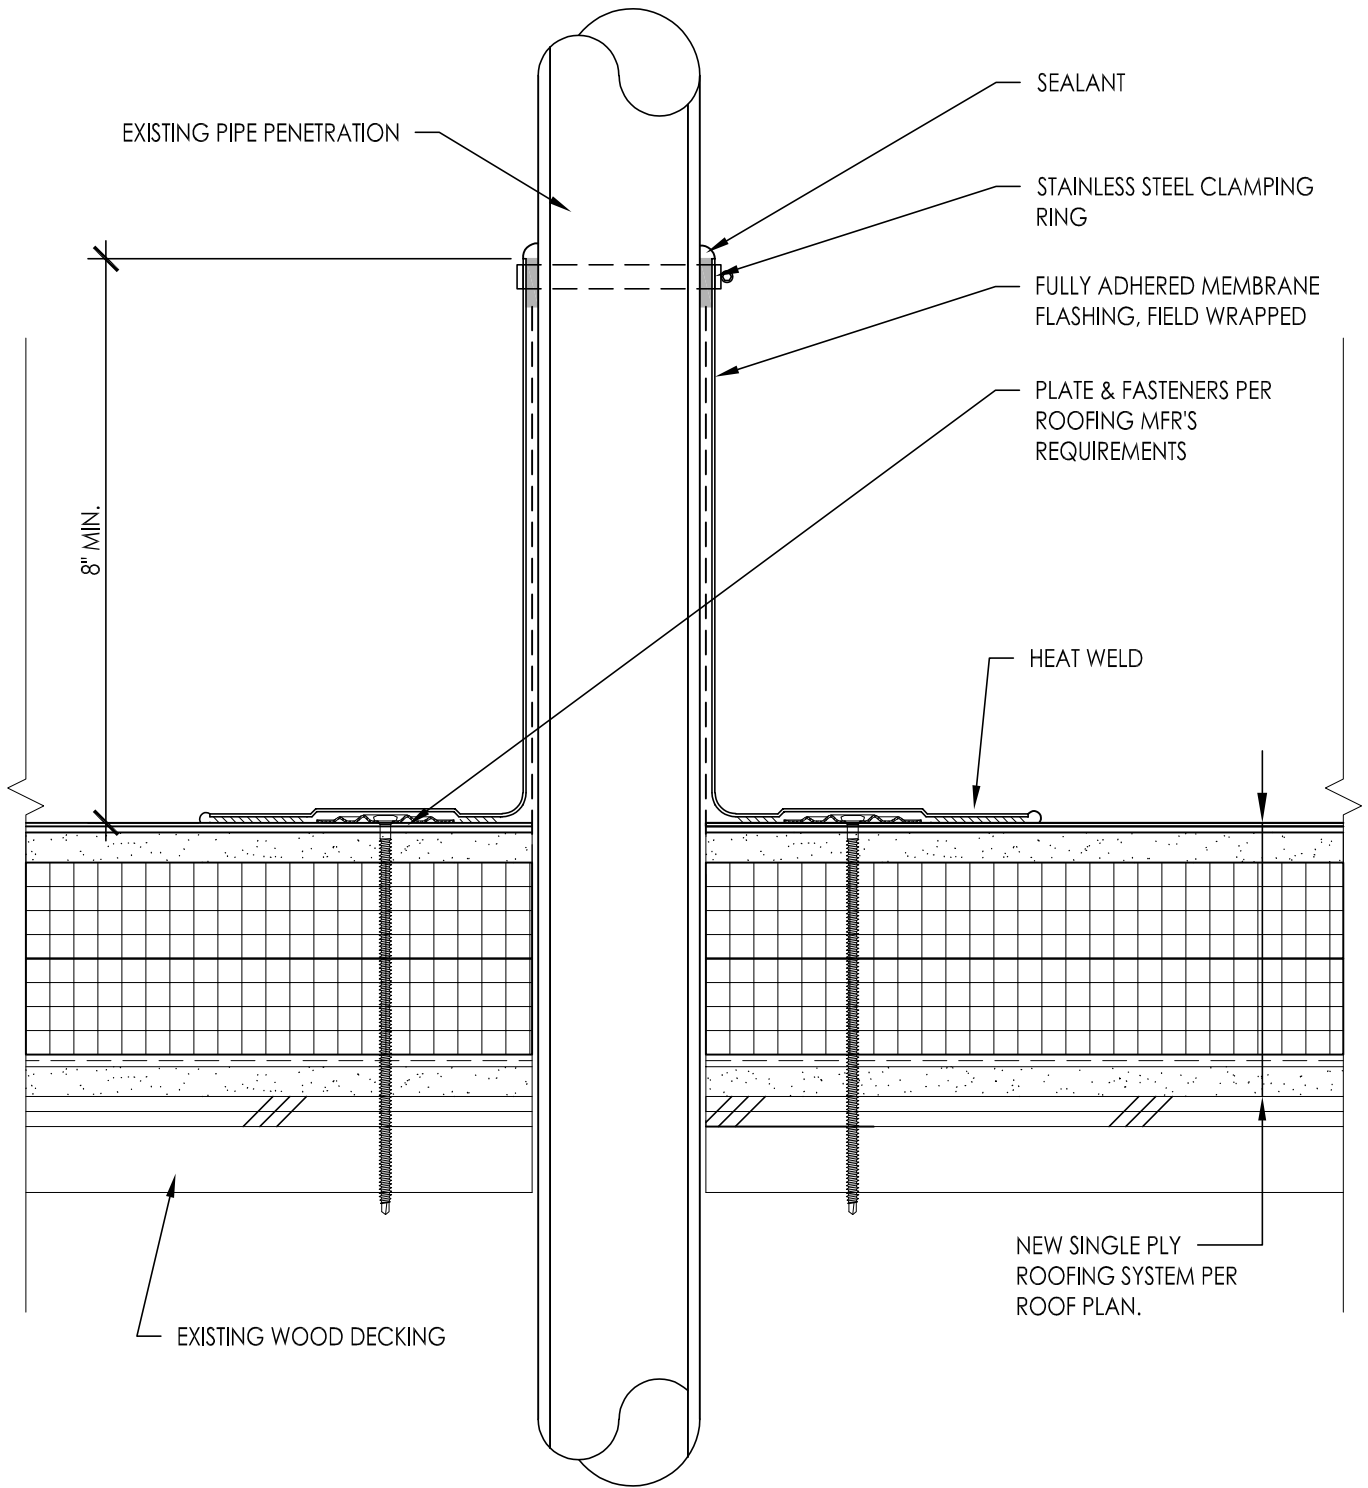 SEALANT
EXISTING PIPE PENETRATION
STAINLESS STEEL CLAMPING
RING
FULLY ADHERED MEMBRANE
FLASHING, FIELD WRAPPED
PLATE & FASTENERS PER
ROOFING MFR'S
REQUIREMENTS
8" MIN.
HEAT WELD
NEW SINGLE PLY
ROOFING SYSTEM PER
ROOF PLAN.
EXISTING WOOD DECKING